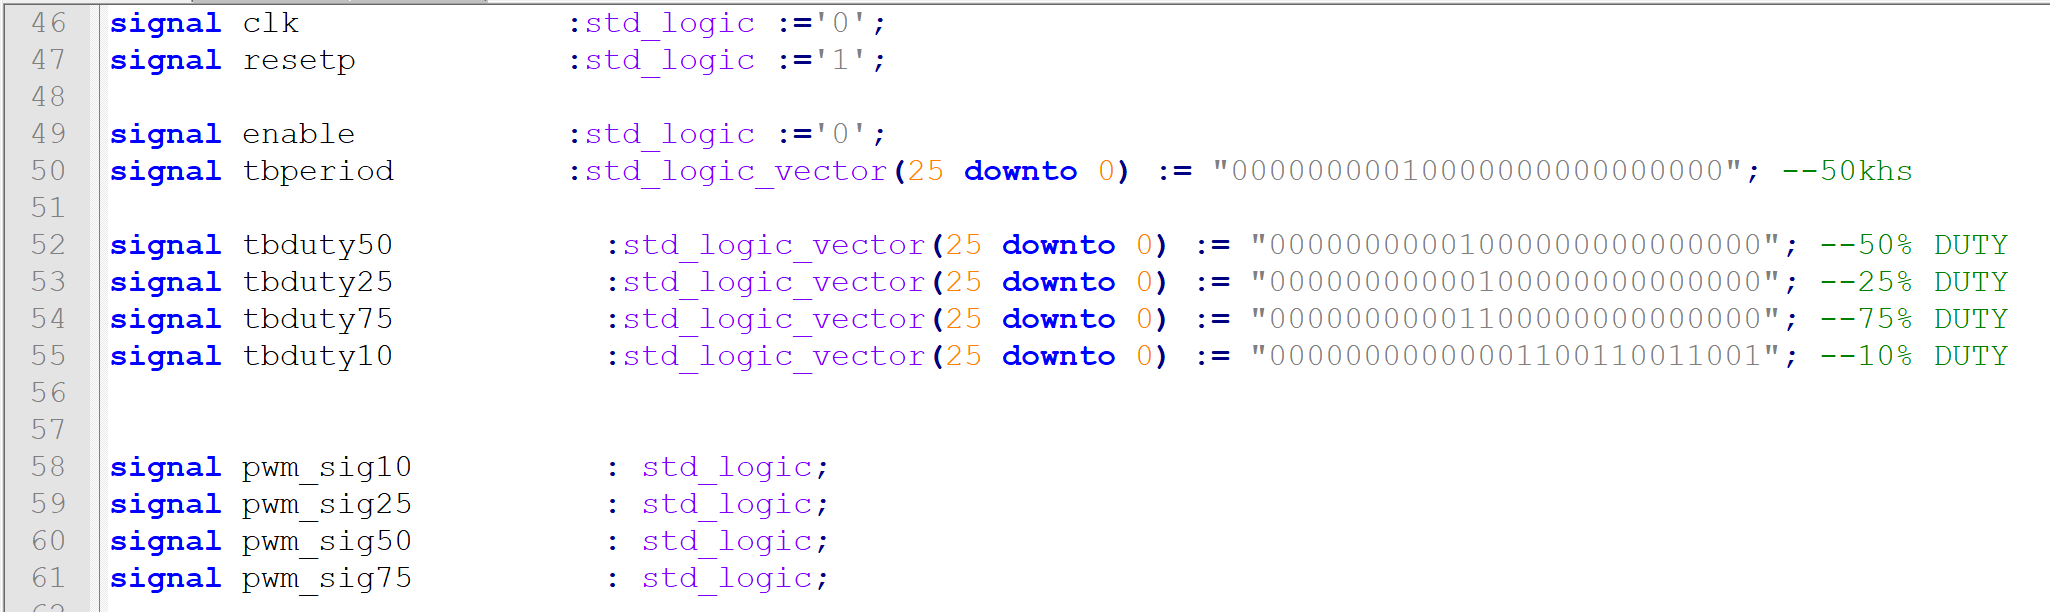 46 signal clk :std_logic :='0';
47 signal resetp :std_logic :='1';
48
49 signal enable :std_logic :='0';
50 signal tbperiod :std_logic_vector(25 downto 0) := "00000000010000000000000000"; --50khs
51
52 signal tbduty50 :std_logic_vector(25 downto 0) := "00000000001000000000000000"; --50% DUTY
53 signal tbduty25 :std_logic_vector(25 downto 0) := "00000000000100000000000000"; --25% DUTY
54 signal tbduty75 :std_logic_vector(25 downto 0) := "00000000001100000000000000"; --75% DUTY
55 signal tbduty10 :std_logic_vector(25 downto 0) := "00000000000001100110011001"; --10% DUTY
56
57
58 signal pwm_sig10 : std_logic;
59 signal pwm_sig25 : std_logic;
60 signal pwm_sig50 : std_logic;
61 signal pwm_sig75 : std_logic;